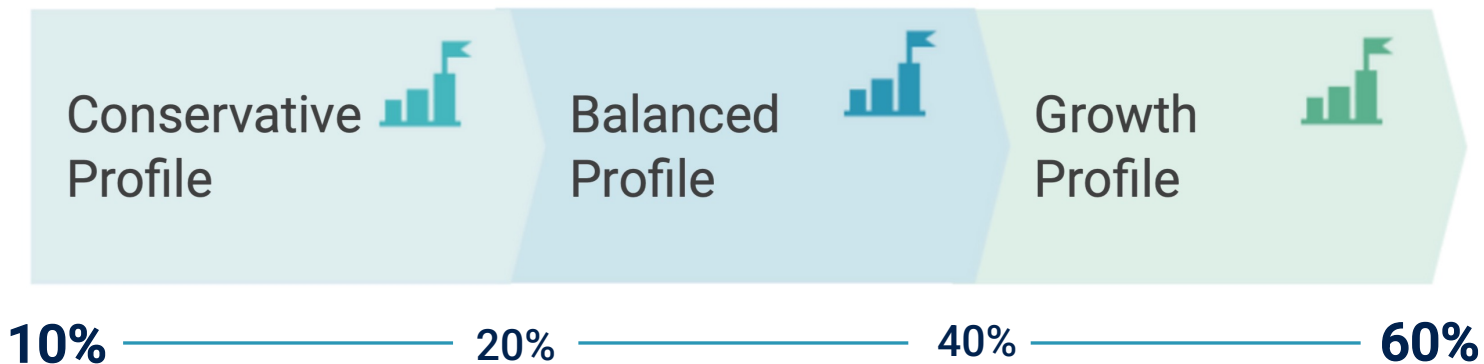 Conservative
Profile
Balanced
Profile
Growth
Profile
10% 20% 40% 60%